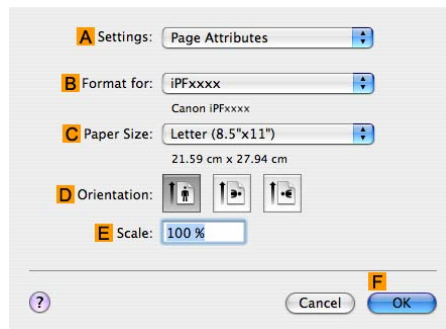 A Settings: Page Attributes
B Format for: iPFxxxx
Canon iPFxxxx
C Paper Size: Letter (8.5"x11")
21.59 cm x 27.94 cm
D Orientation:
E Scale: 100 %
F
? Cancel OK